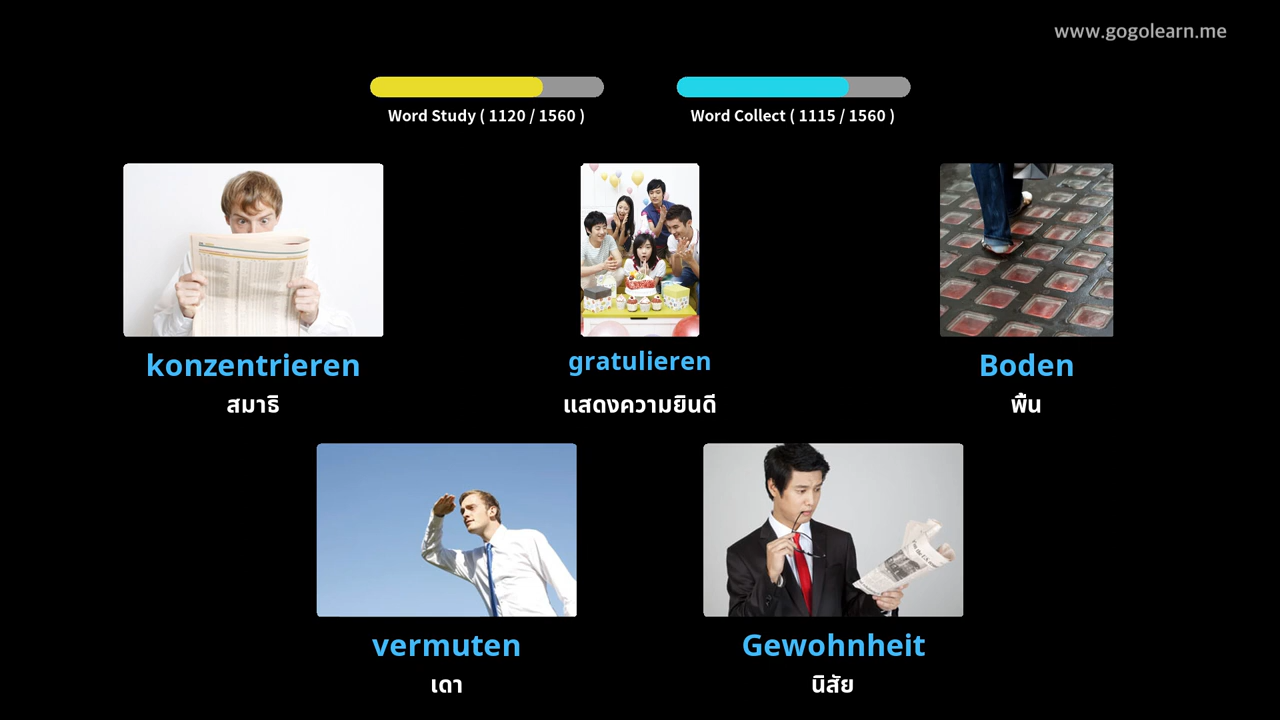 www.gogolearn.me
Word Study ( 1120 / 1560 )
Word Collect ( 1115 / 1560 )
konzentrieren
สมาธิ
gratulieren
แสดงความยินดี
Boden
พื้น
vermuten
เดา
Gewohnheit
นิสัย